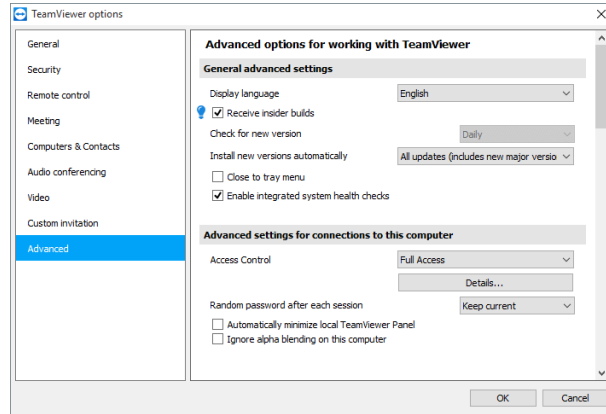 TeamViewer options
General
Security
Remote control
Meeting
Computers & Contacts
Audio conferencing
Video
Custom invitation
Advanced
Advanced options for working with TeamViewer
General advanced settings
Display language English
Receive insider builds
Check for new version Daily
Install new versions automatically All updates (includes new major versio
Close to tray menu
Enable integrated system health checks
Advanced settings for connections to this computer
Access Control Full Access
Details...
Random password after each session Keep current
Automatically minimize local TeamViewer Panel
Ignore alpha blending on this computer
OK Cancel